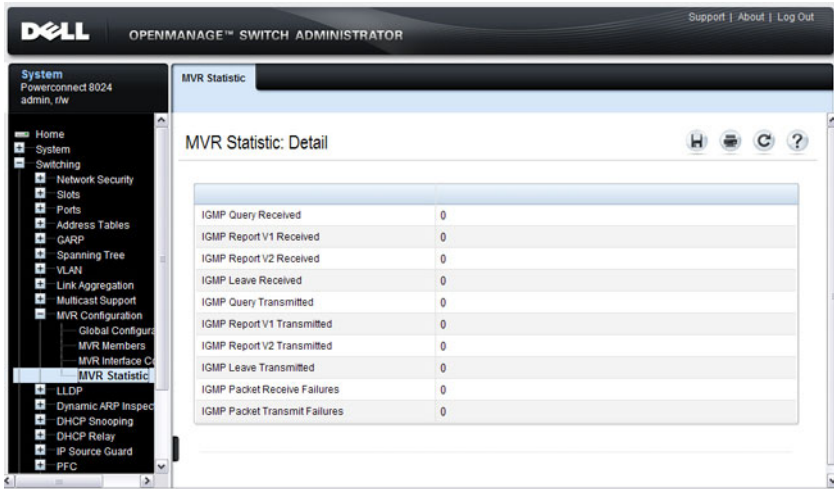 Support | About | Log Out
DELL OPENMANAGE™ SWITCH ADMINISTRATOR
System
Powerconnect 8024
admin, r/w
Home
System
Switching
Network Security
Slots
Ports
Address Tables
GARP
Spanning Tree
VLAN
Link Aggregation
Multicast Support
MVR Configuration
Global Configura
MVR Members
MVR Interface Co
MVR Statistic
LLDP
Dynamic ARP Inspec
DHCP Snooping
DHCP Relay
IP Source Guard
PFC
MVR Statistic
MVR Statistic: Detail
?
IGMP Query Received 0
IGMP Report V1 Received 0
IGMP Report V2 Received 0
IGMP Leave Received 0
IGMP Query Transmitted 0
IGMP Report V1 Transmitted 0
IGMP Report V2 Transmitted 0
IGMP Leave Transmitted 0
IGMP Packet Receive Failures 0
IGMP Packet Transmit Failures 0